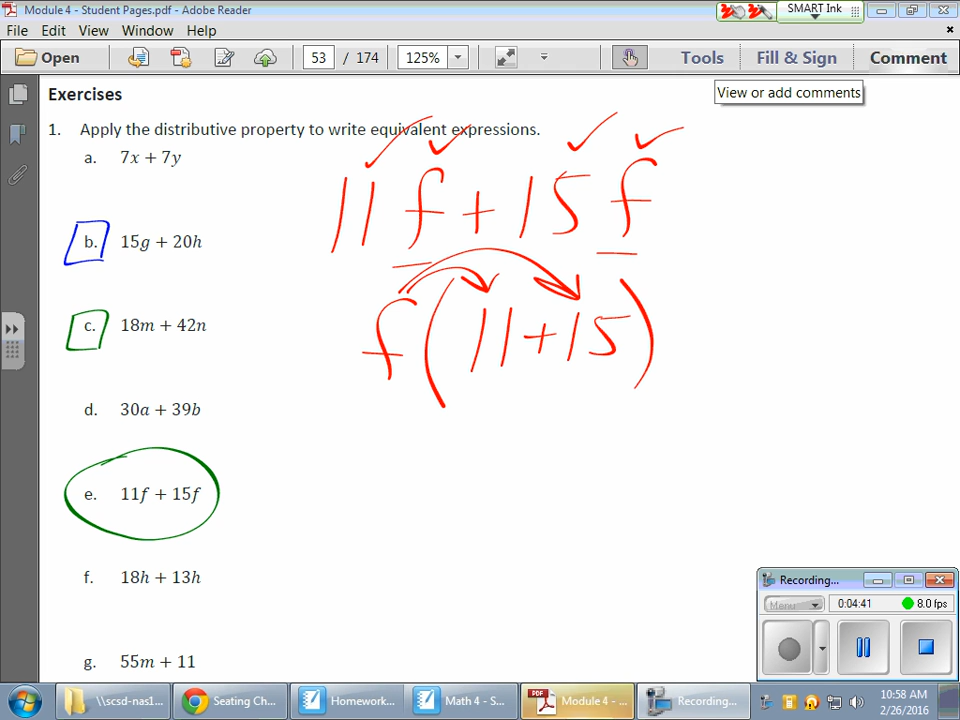 Module 4 - Student Pages.pdf - Adobe Reader
SMART Ink
File Edit View Window Help
Open 53 / 174 125% Tools Fill & Sign Comment
View or add comments
Exercises
1. Apply the distributive property to write equivalent expressions.
a. 7x + 7y
11f + 15f
b. 15g + 20h
f(11+15)
c. 18m + 42n
d. 30a + 39b
e. 11f + 15f
f. 18h + 13h
g. 55m + 11
Recording...
Menu 0:04:41 8.0 fps
\\scsd-nas1... Seating Ch... Homework... Math 4 - S... Module 4 -... Recording... 10:58 AM
2/26/2016